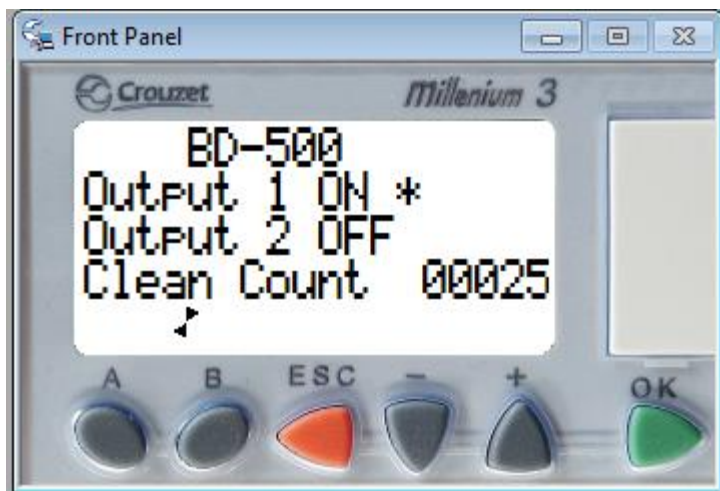 Front Panel
Crouzet
Millenium 3
BD-500
Output 1 ON *
Output 2 OFF
Clean Count 00025
A B ESC - + OK